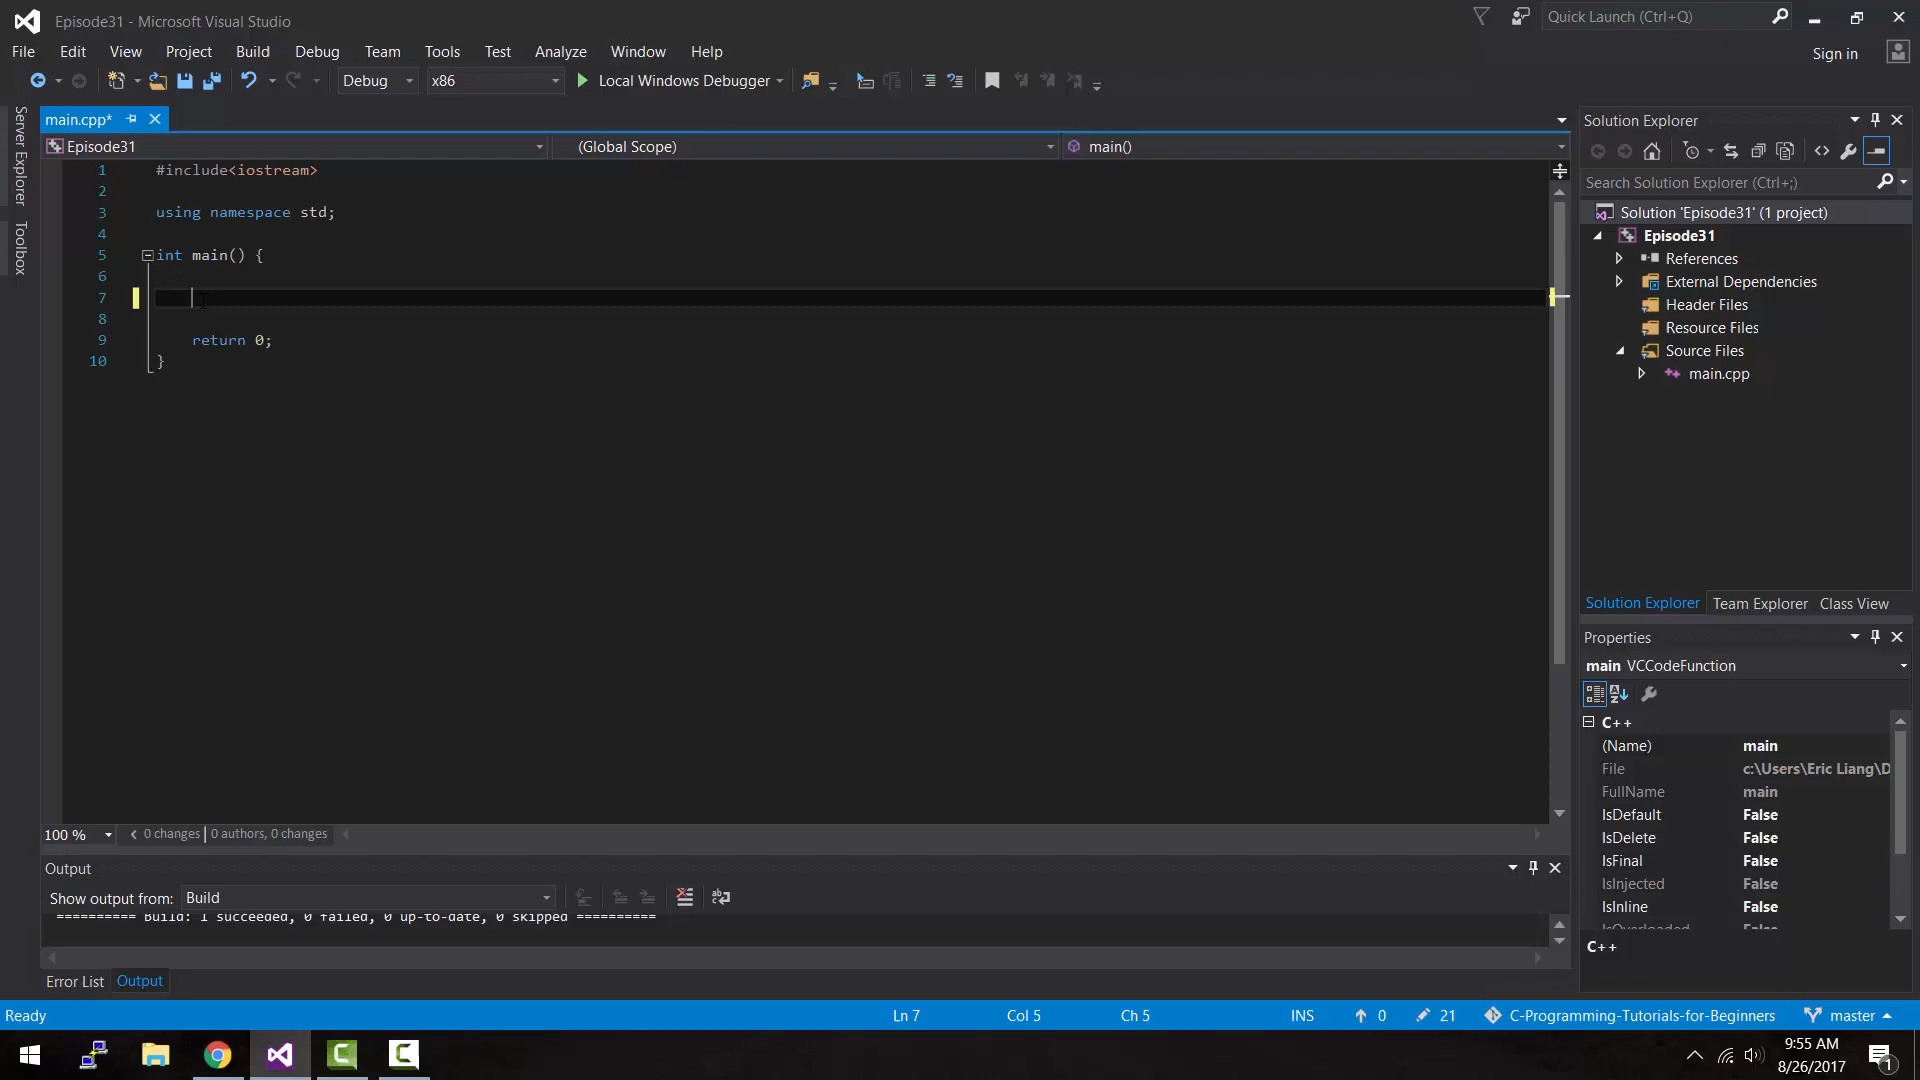 Episode31 - Microsoft Visual Studio
Quick Launch (Ctrl+Q)
File Edit View Project Build Debug Team Tools Test Analyze Window Help
Sign in
Debug x86 Local Windows Debugger
Server Explorer
Toolbox
main.cpp*
Episode31 (Global Scope) main()
1 #include<iostream>
2
3 using namespace std;
4
5 int main() {
6
7
8
9 return 0;
10 }
100 % 0 changes | 0 authors, 0 changes
Output
Show output from: Build
========== Build: 1 succeeded, 0 failed, 0 up-to-date, 0 skipped ==========
Error List Output
Solution Explorer
Search Solution Explorer (Ctrl+;)
Solution 'Episode31' (1 project)
Episode31
References
External Dependencies
Header Files
Resource Files
Source Files
main.cpp
Solution Explorer Team Explorer Class View
Properties
main VCCodeFunction
C++
(Name) main
File c:\Users\Eric Liang\D
FullName main
IsDefault False
IsDelete False
IsFinal False
IsInjected False
IsInline False
IsOverloaded False
C++
Ready Ln 7 Col 5 Ch 5 INS 0 21 C-Programming-Tutorials-for-Beginners master
9:55 AM
8/26/2017
1